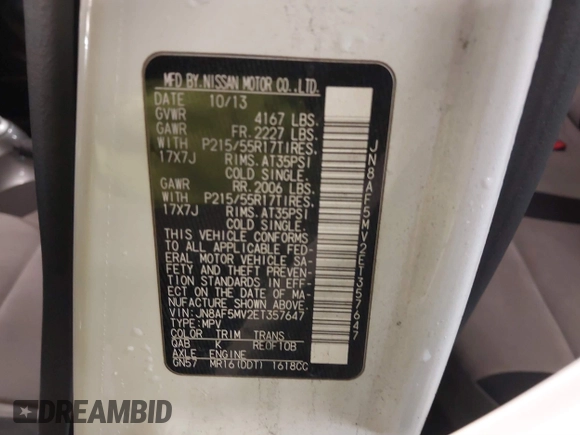 MFD BY NISSAN MOTOR CO.,LTD.
DATE 10/13
GVWR 4167 LBS.
GAWR FR. 2227 LBS.
WITH P215/55R17TIRES.
17X7J RIMS.AT35PSI
COLD SINGLE.
GAWR RR. 2006 LBS.
WITH P215/55R17TIRES.
17X7J RIMS.AT35PSI
COLD SINGLE.
THIS VEHICLE CONFORMS
TO ALL APPLICABLE FED-
ERAL MOTOR VEHICLE SA-
FETY AND THEFT PREVEN-
TION STANDARDS IN EFF-
ECT ON THE DATE OF MA-
NUFACTURE SHOWN ABOVE.
VIN:JN8AF5MV2ET357647
TYPE:MPV
COLOR TRIM TRANS
QAB K RE0F10B
AXLE ENGINE
GN57 MR16(DDT) 1618CC
JN8AF5MV2ET357647
DREAMBID